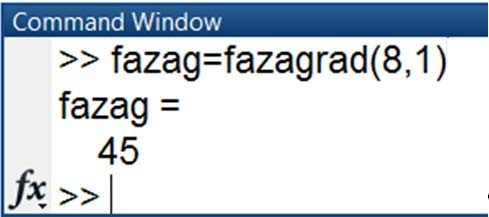 Command Window
>> fazag=fazagrad(8,1)
fazag =
45
fx >>